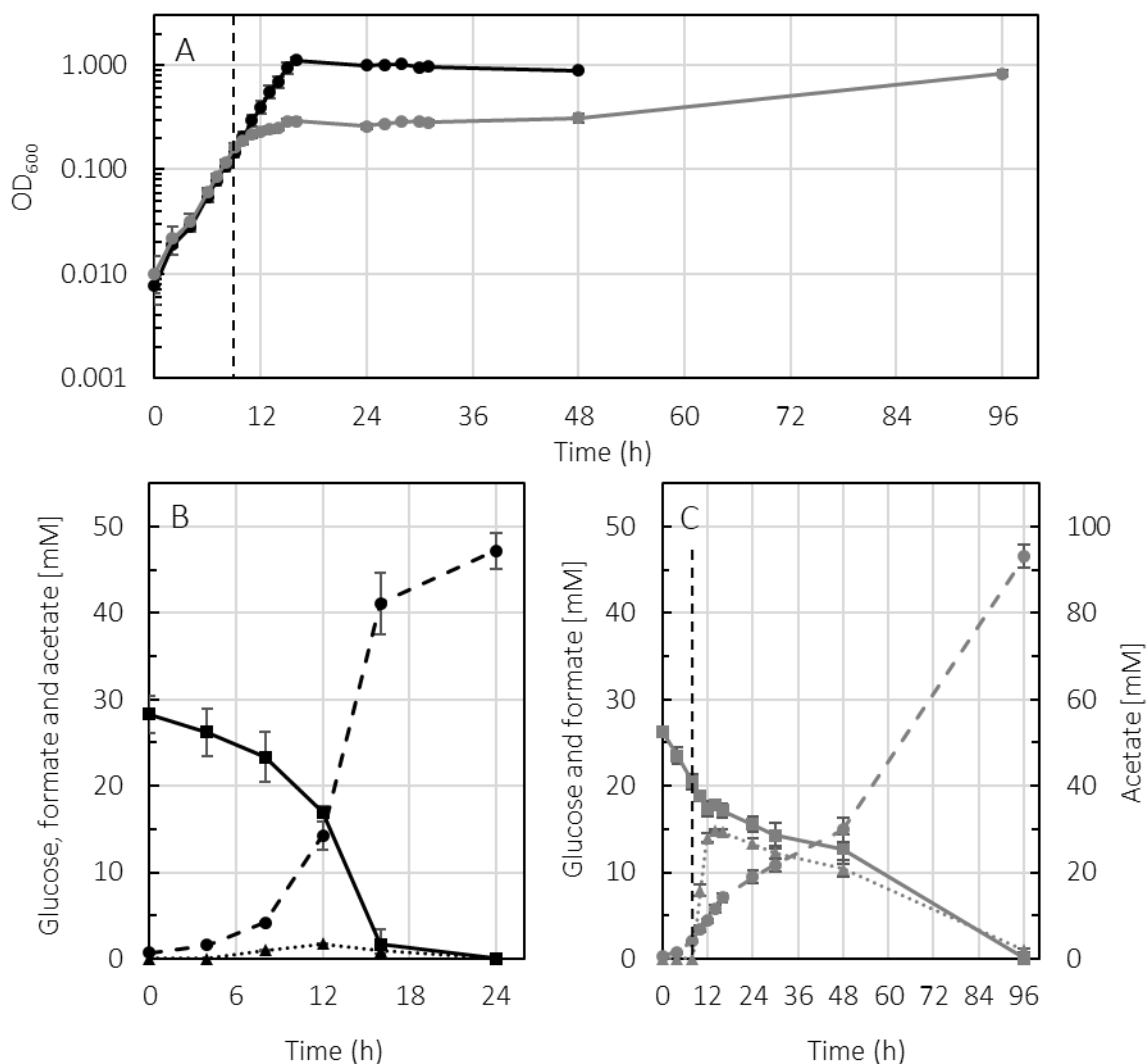 A
1.000
0.100
0.010
0.001
OD600
0 12 24 36 48 60 72 84 96
Time (h)
B
50
40
30
20
10
0
Glucose, formate and acetate [mM]
0 6 12 18 24
Time (h)
C
50
40
30
20
10
0
Glucose and formate [mM]
100
80
60
40
20
0
Acetate [mM]
0 12 24 36 48 60 72 84 96
Time (h)